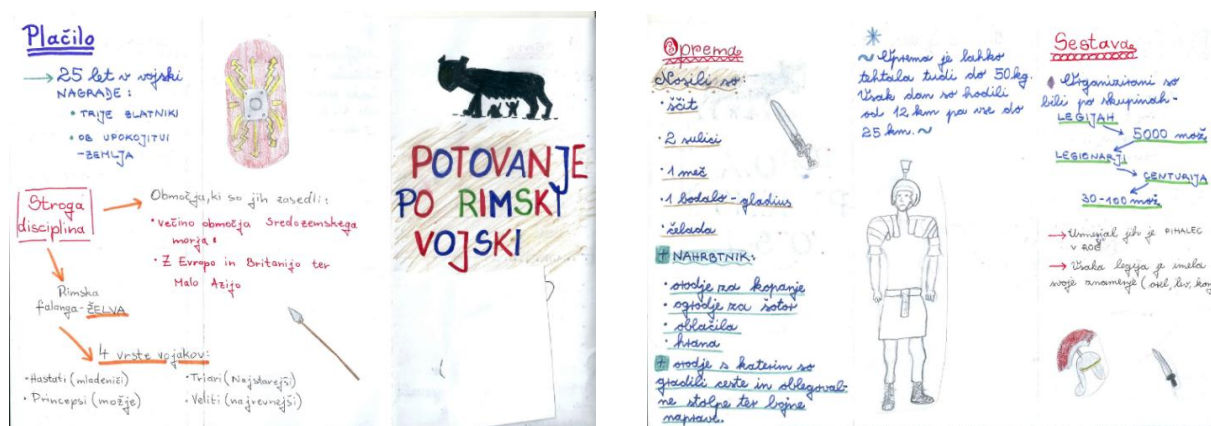 Plačilo
→ 25 let v vojski
NAGRADE:
• TRIJE ZLATNIKI
• OB UPOKOJITVI
- ZEMLJA
Stroga
disciplina
Območja, ki so jih zasedli:
• večino območja Sredozemskega
morja
• Z Evropo in Britanijo ter
Malo Azijo
Rimska
falanga - ŽELVA
4 vrste vojakov:
• Hastati (mladeniči)
• Principsi (možje)
• Triari (Najstarejši)
• Veliti (najrevnejši)
POTOVANJE
PO RIMSKI
VOJSKI
Oprema
Nosili so:
• ščit
• 2 sulici
• 1 meč
• 1 bodalo - gladius
• čelada
+ NAHRBTNIK:
• orodje za kopanje
• ogrodje za šotor
• oblačila
• hrana
+ orodje s katerim so
gradili ceste in oblegoval-
ne stolpe ter bojne
naprave.
* ~ Oprema je lahko
tehtala tudi do 50 kg.
Vsak dan so hodili
od 12 km pa vse do
25 km. ~
Sestava
Organizirani so
bili po skupinah -
LEGIJAH
5000 mož
LEGIONARJI
CENTURIJA
30-100 mož
→ Usmerjal jih je PIHALEC
V ROG
→ Vsaka legija je imela
svoje znamenje (orel, lev, konj